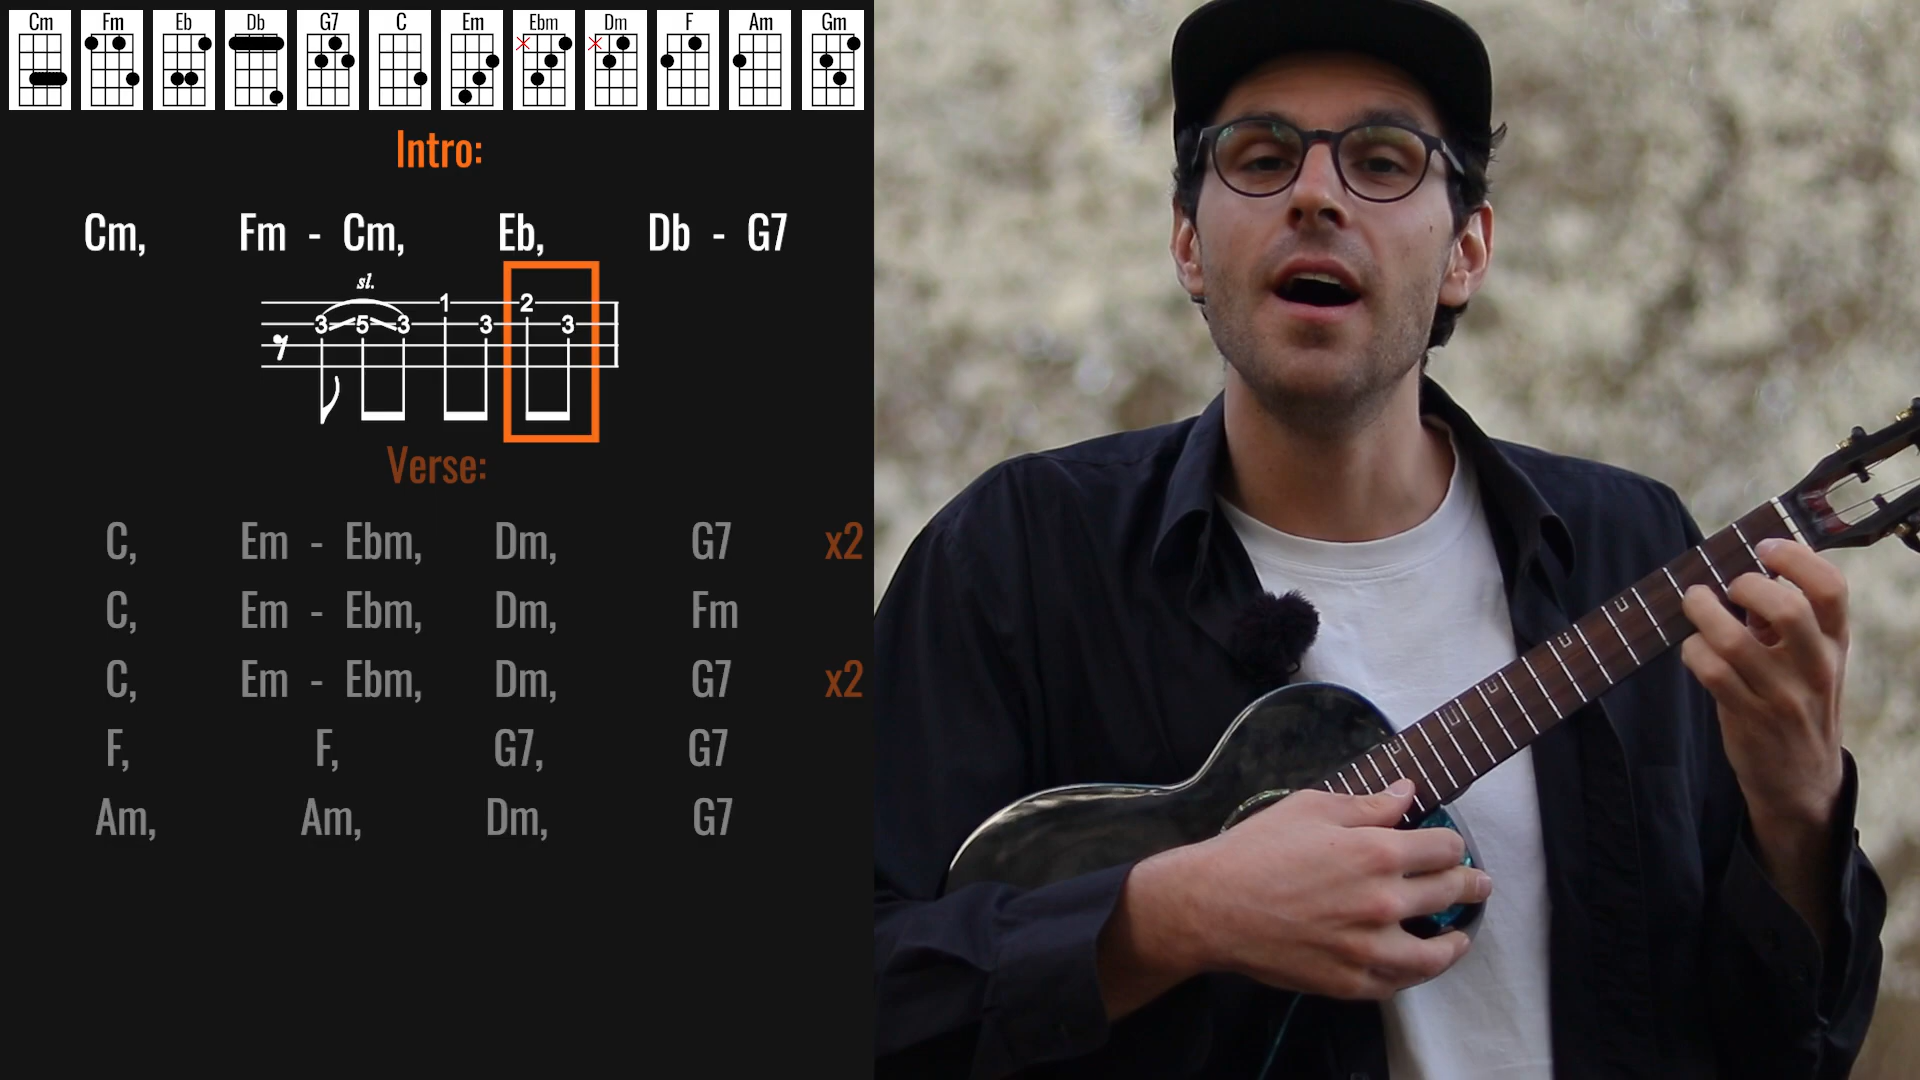 Cm Fm Eb Db G7 C Em Ebm Dm F Am Gm
Intro:
Cm, Fm - Cm, Eb, Db - G7
sl.
1 2
3 5 3 3 3
Verse:
C, Em - Ebm, Dm, G7 x2
C, Em - Ebm, Dm, Fm
C, Em - Ebm, Dm, G7 x2
F, F, G7, G7
Am, Am, Dm, G7